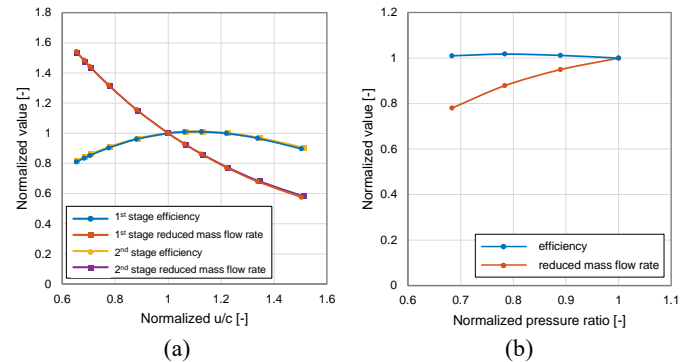 1.8
1.6
1.4
1.2
1
0.8
0.6
0.4
0.2
0
0.6
0.8
1
1.2
1.4
1.6
Normalized value [-]
Normalized u/c [-]
1st stage efficiency
1st stage reduced mass flow rate
2nd stage efficiency
2nd stage reduced mass flow rate
(a)
1.2
1
0.8
0.6
0.4
0.2
0
0.6
0.7
0.8
0.9
1
1.1
Normalized value [-]
Normalized pressure ratio [-]
efficiency
reduced mass flow rate
(b)